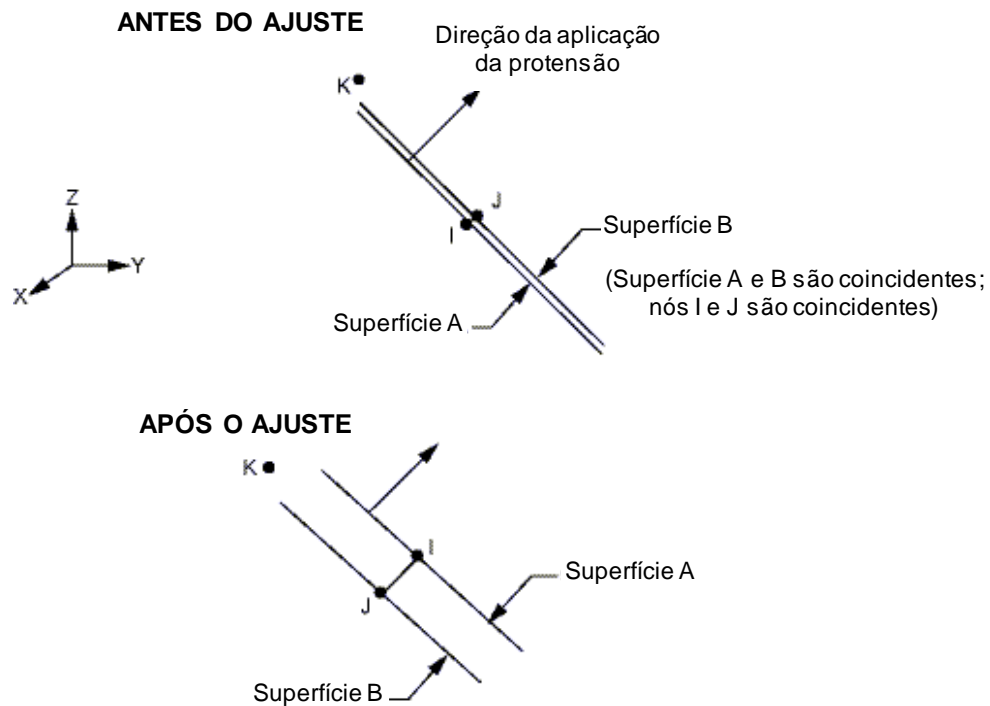 ANTES DO AJUSTE
Direção da aplicação
da protensão
K
J
I
Z
Y
X
Superfície B
(Superfície A e B são coincidentes;
nós I e J são coincidentes)
Superfície A
APÓS O AJUSTE
K
I
Superfície A
J
Superfície B